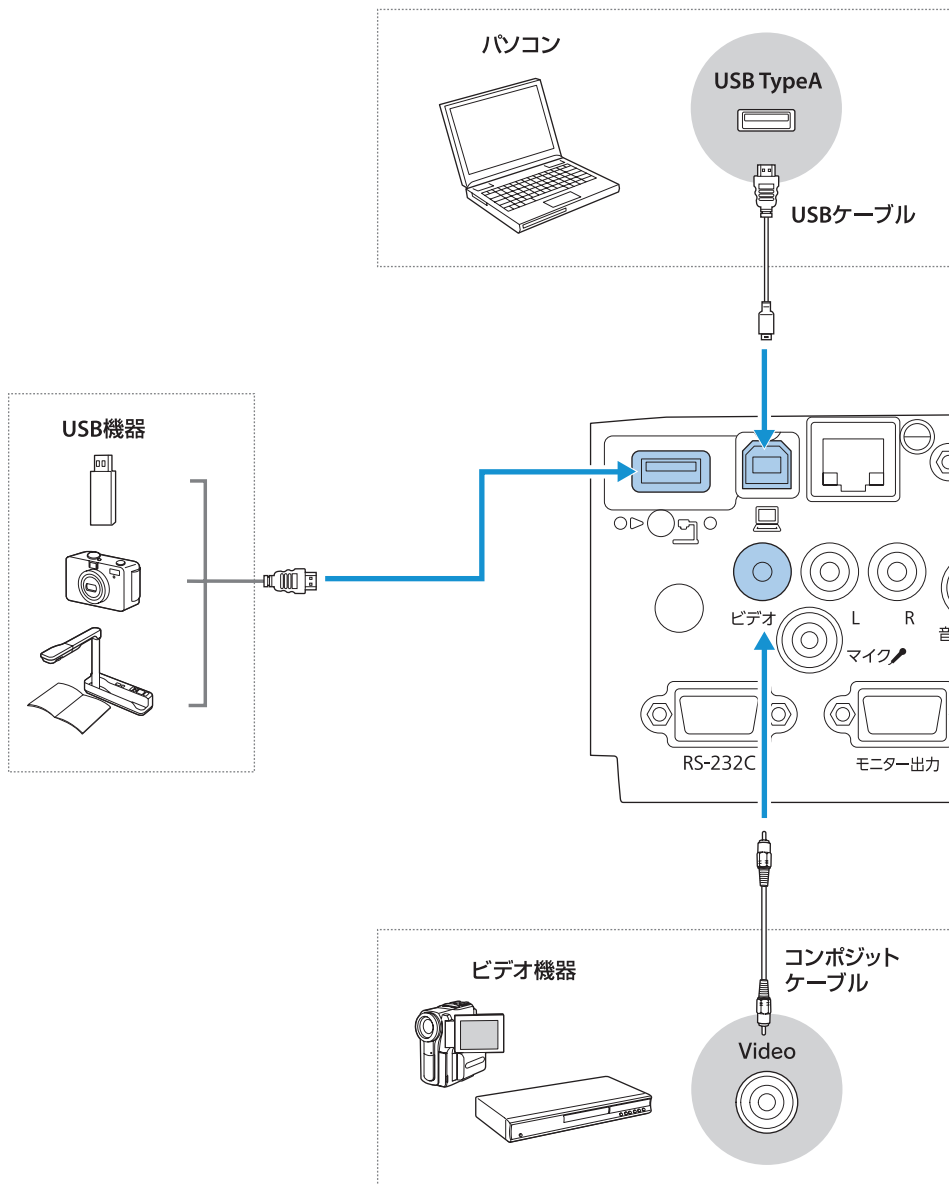 パソコン
USB TypeA
USBケーブル
USB機器
ビデオ
L
R
音
マイク
RS-232C
モニター出力
ビデオ機器
コンポジット
ケーブル
Video